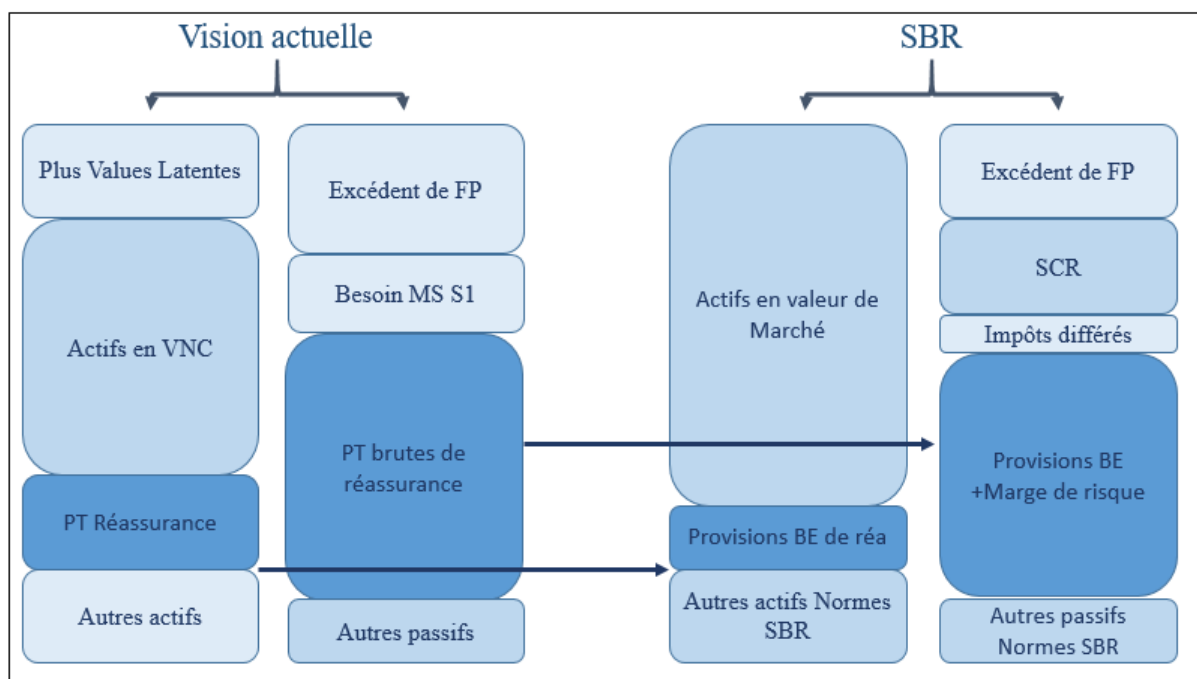 Vision actuelle
SBR
Plus Values Latentes
Actifs en VNC
PT Réassurance
Autres actifs
Excédent de FP
Besoin MS S1
PT brutes de
réassurance
Autres passifs
Actifs en valeur de
Marché
Provisions BE de réa
Autres actifs Normes
SBR
Excédent de FP
SCR
Impôts différés
Provisions BE
+Marge de risque
Autres passifs
Normes SBR